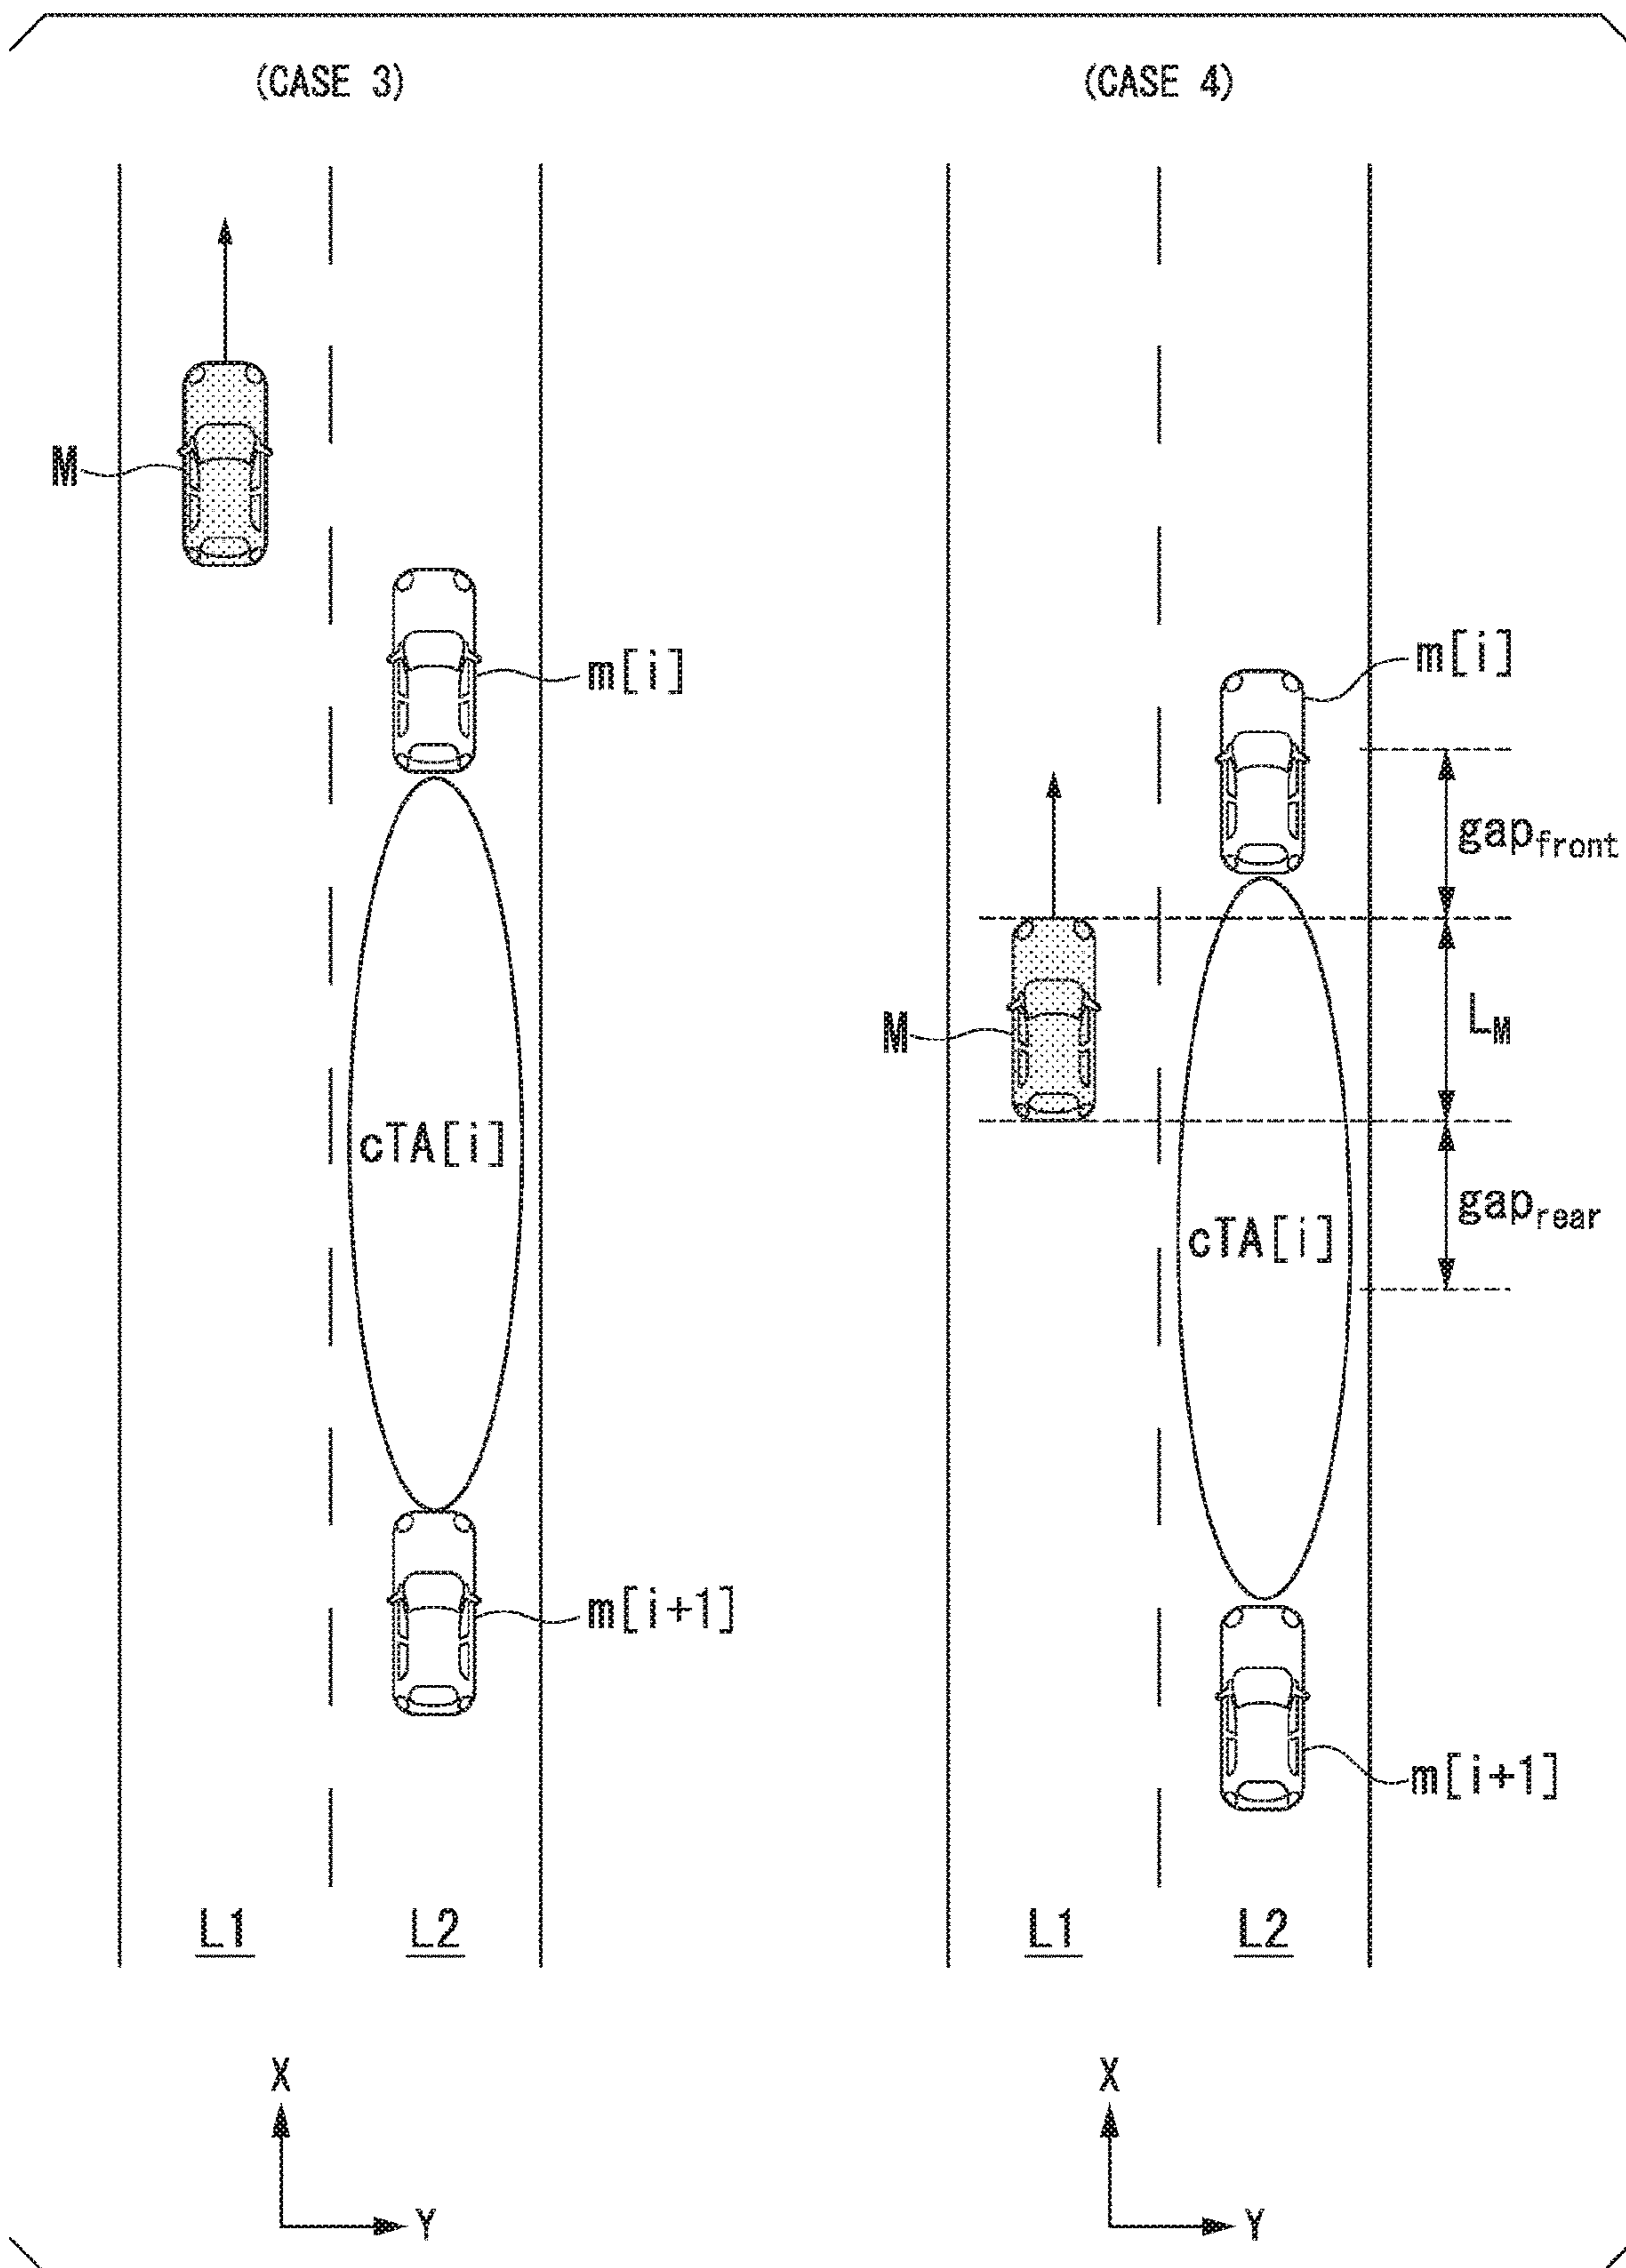 (CASE 3)
M
m[i]
cTA[i]
m[i+1]
L1 L2
X
Y
(CASE 4)
m[i]
gapfront
M
LM
gaprear
cTA[i]
m[i+1]
L1 L2
X
Y